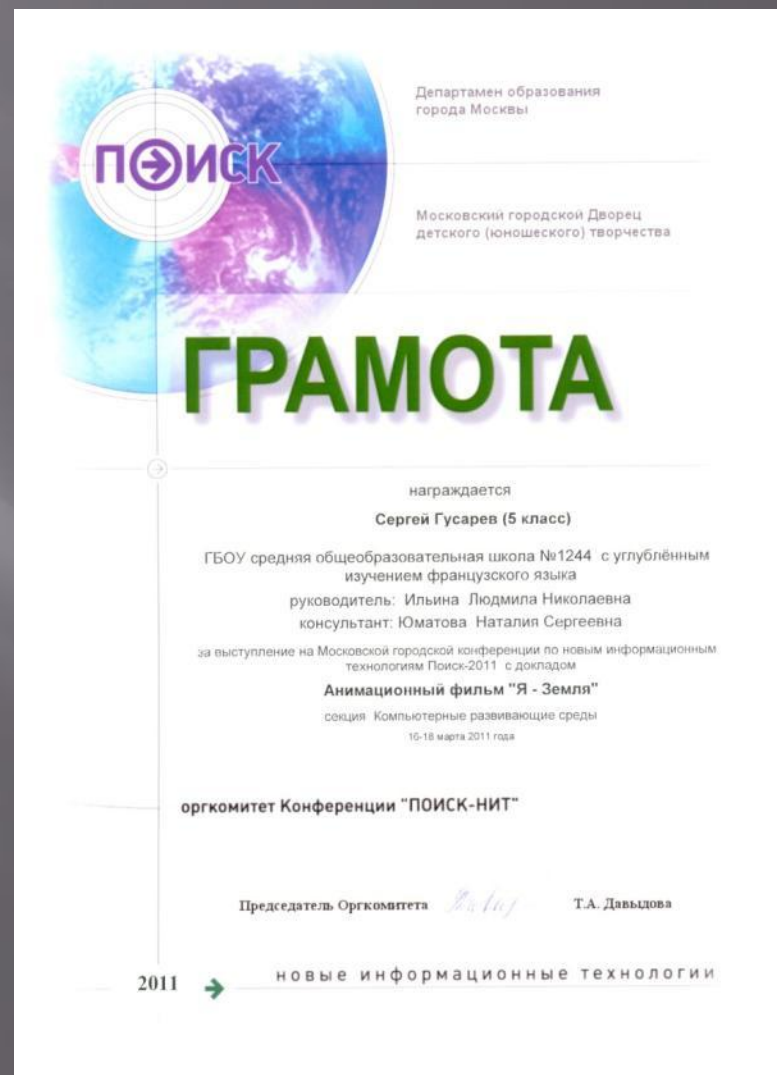 ПОИСК
Департамен образования
города Москвы
Московский городской Дворец
детского (юношеского) творчества
ГРАМОТА
награждается
Сергей Гусарев (5 класс)
ГБОУ средняя общеобразовательная школа №1244 с углублённым
изучением французского языка
руководитель: Ильина Людмила Николаевна
консультант: Юматова Наталия Сергеевна
за выступление на Московской городской конференции по новым информационным
технологиям Поиск-2011 с докладом
Анимационный фильм "Я - Земля"
секция Компьютерные развивающие среды
16-18 марта 2011 года
оргкомитет Конференции "ПОИСК-НИТ"
Председатель Оргкомитета Т.А. Давыдова
2011 новые информационные технологии